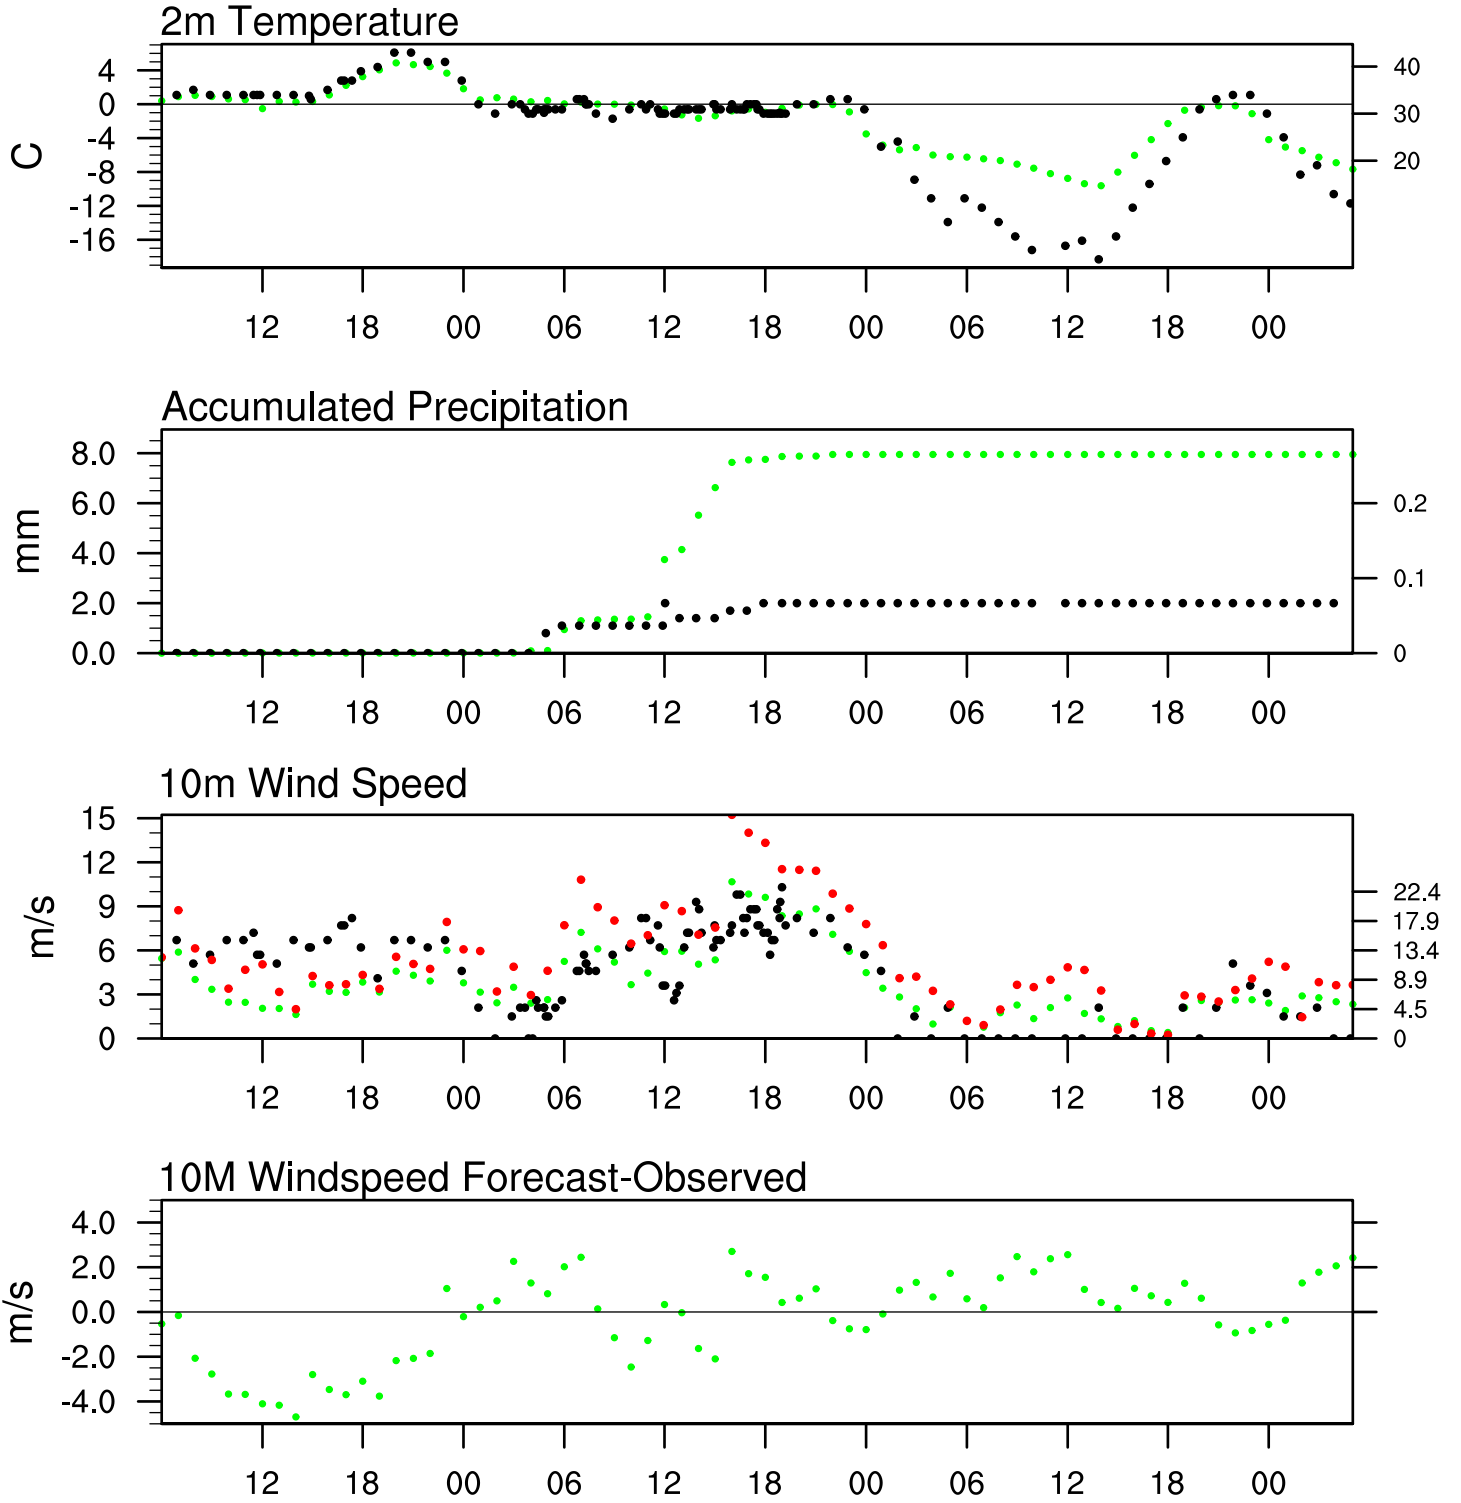 2m Temperature
4
0
-4
-8
-12
-16
C
40
30
20
12 18 00 06 12 18 00 06 12 18 00
Accumulated Precipitation
8.0
6.0
4.0
2.0
0.0
mm
0.2
0.1
0
12 18 00 06 12 18 00 06 12 18 00
10m Wind Speed
15
12
9
6
3
0
m/s
22.4
17.9
13.4
8.9
4.5
0
12 18 00 06 12 18 00 06 12 18 00
10M Windspeed Forecast-Observed
4.0
2.0
0.0
-2.0
-4.0
m/s
12 18 00 06 12 18 00 06 12 18 00